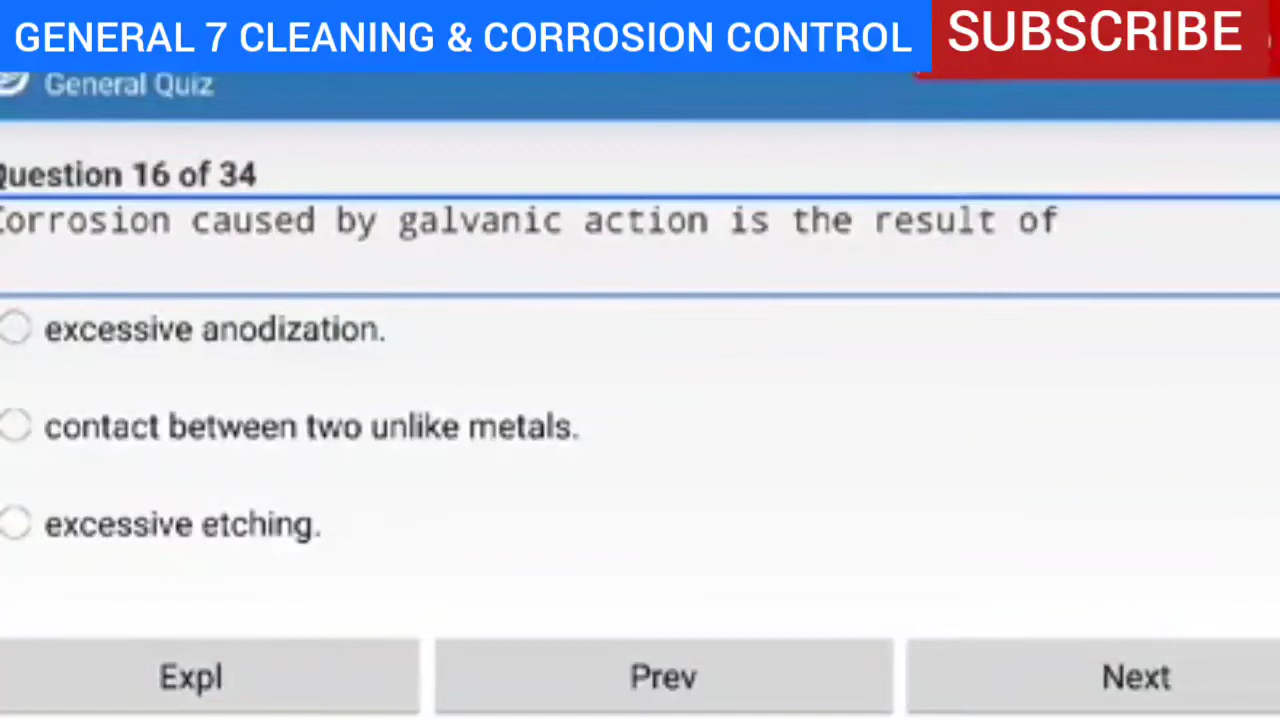 GENERAL 7 CLEANING & CORROSION CONTROL
SUBSCRIBE
General Quiz
Question 16 of 34
Corrosion caused by galvanic action is the result of
excessive anodization.
contact between two unlike metals.
excessive etching.
Expl
Prev
Next